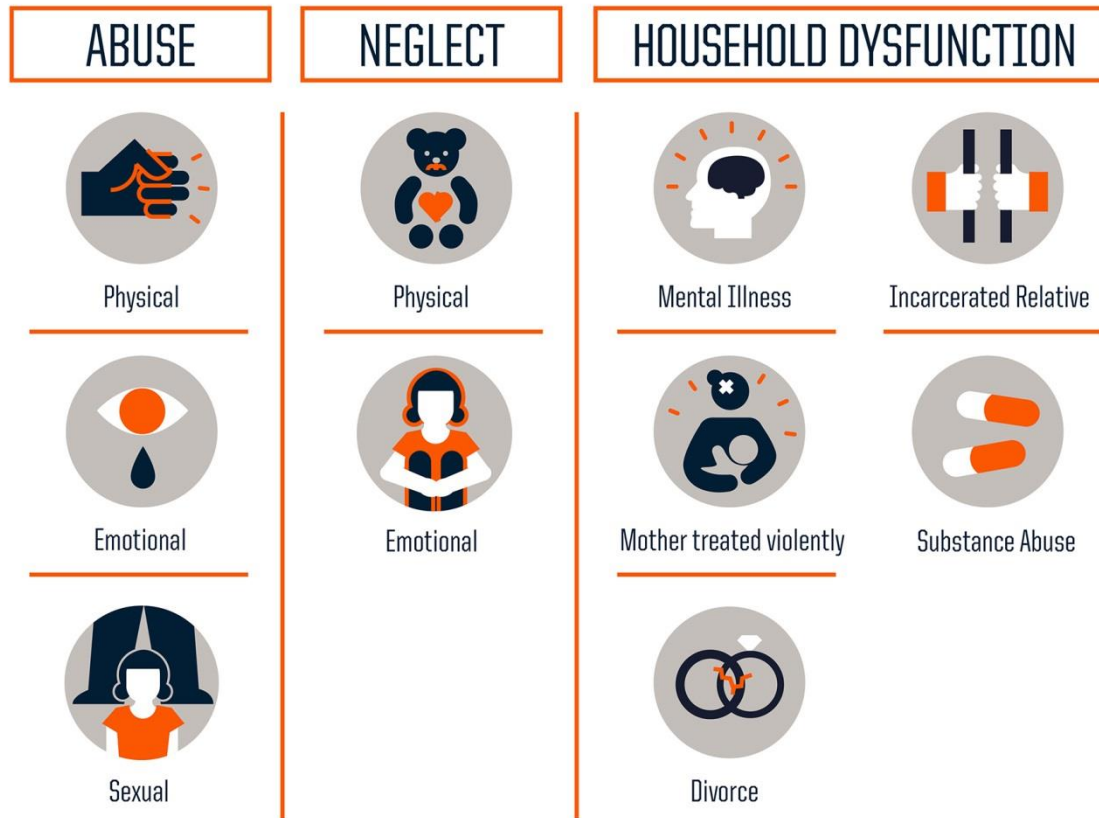 ABUSE
Physical
Emotional
Sexual
NEGLECT
Physical
Emotional
HOUSEHOLD DYSFUNCTION
Mental Illness
Incarcerated Relative
Mother treated violently
Substance Abuse
Divorce